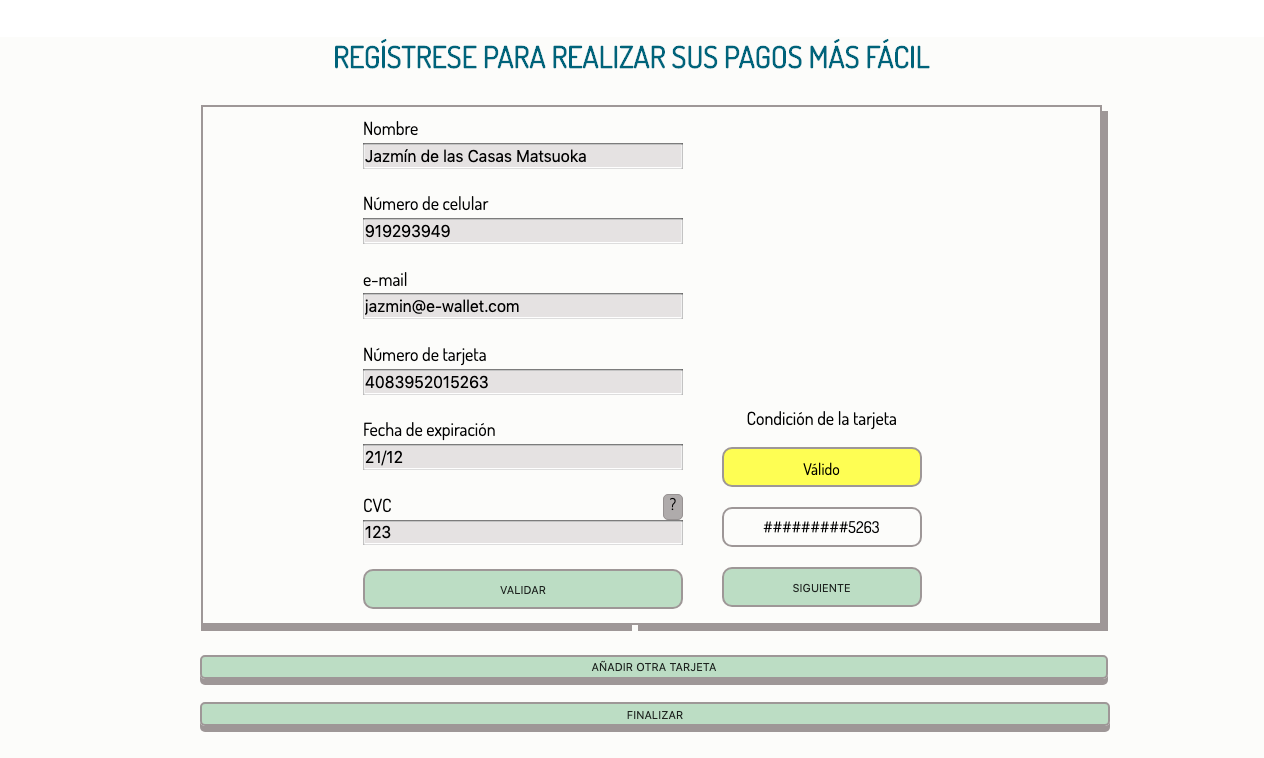 REGÍSTRESE PARA REALIZAR SUS PAGOS MÁS FÁCIL
Nombre
Jazmín de las Casas Matsuoka
Número de celular
919293949
e-mail
jazmin@e-wallet.com
Número de tarjeta
4083952015263
Fecha de expiración
21/12
CVC
?
123
VALIDAR
Condición de la tarjeta
Válido
#########5263
SIGUIENTE
AÑADIR OTRA TARJETA
FINALIZAR